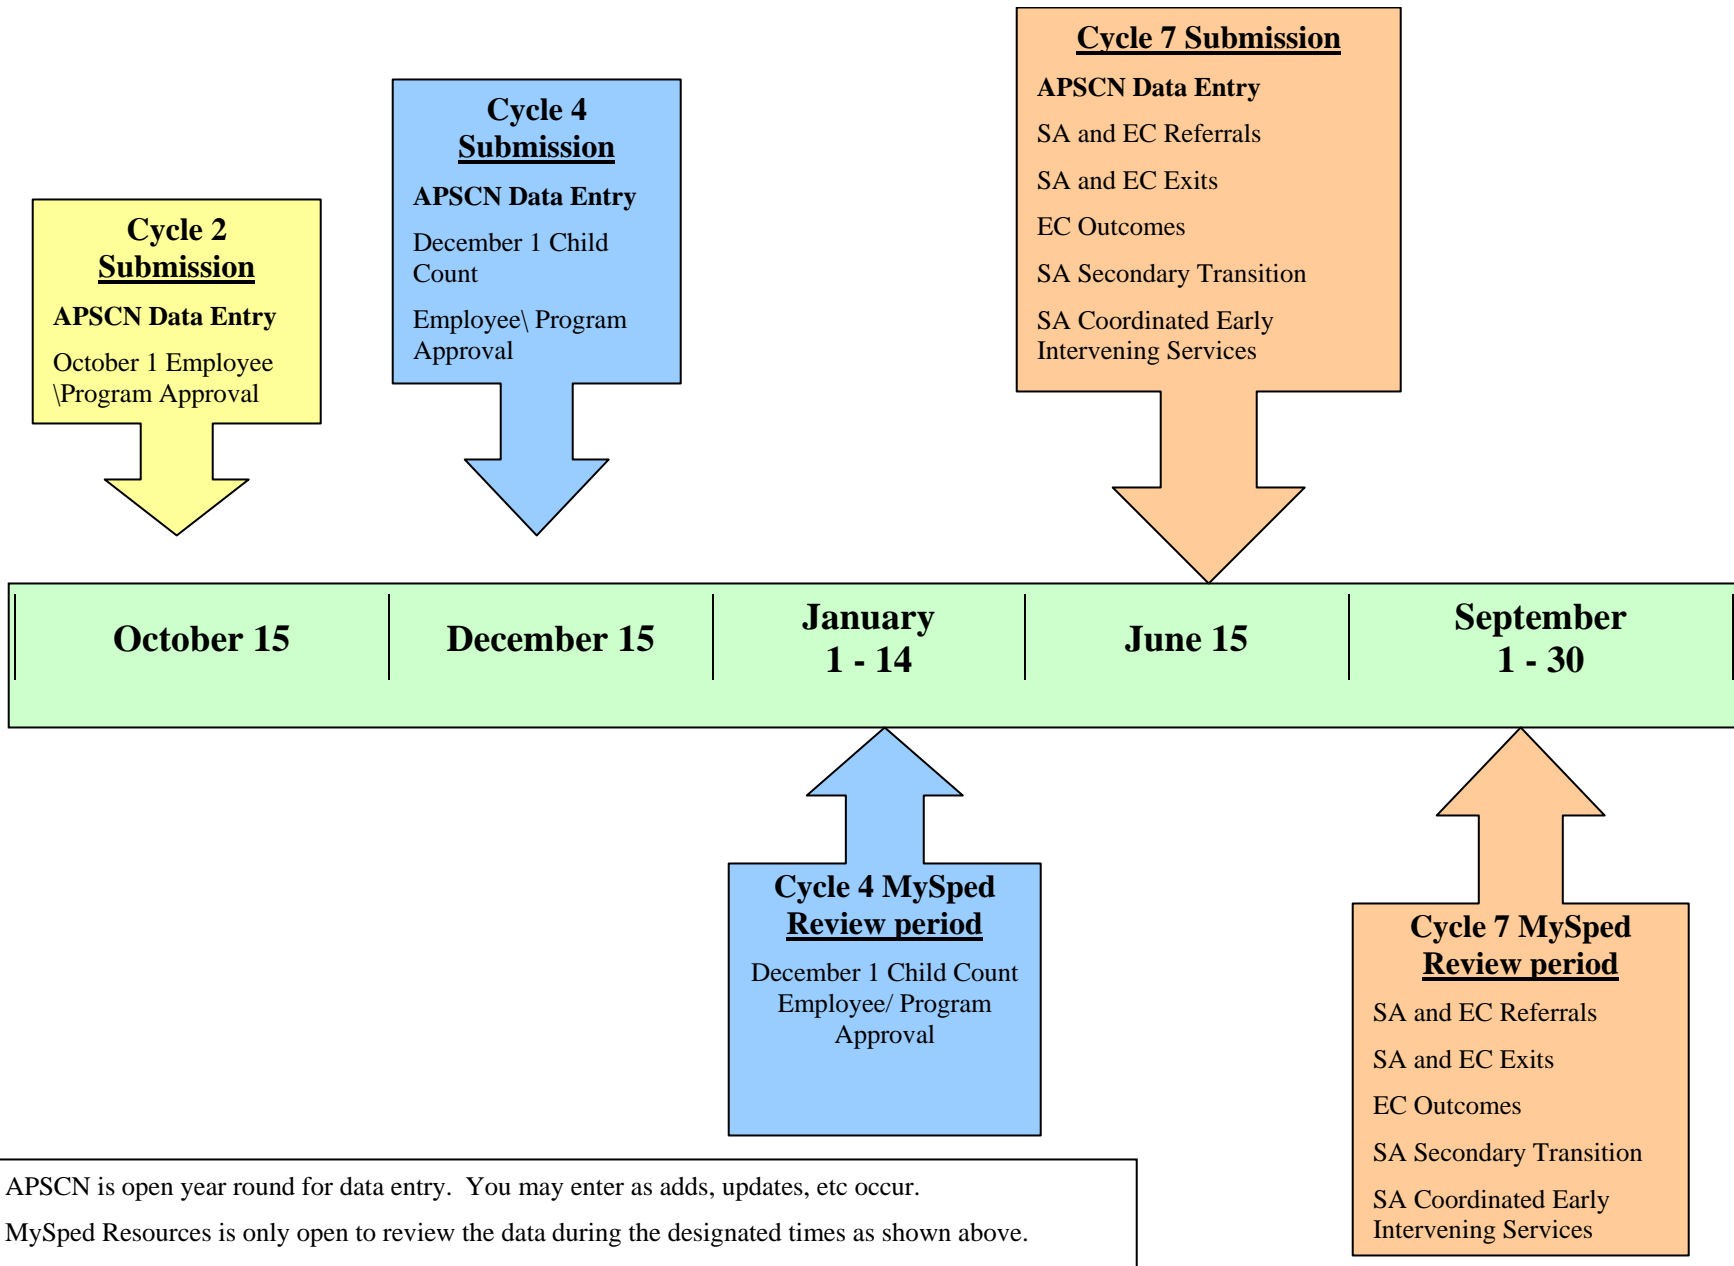 Cycle 2
Submission
APSCN Data Entry
October 1 Employee
\Program Approval
Cycle 4
Submission
APSCN Data Entry
December 1 Child
Count
Employee\ Program
Approval
Cycle 7 Submission
APSCN Data Entry
SA and EC Referrals
SA and EC Exits
EC Outcomes
SA Secondary Transition
SA Coordinated Early
Intervening Services
October 15
December 15
January
1 - 14
June 15
September
1 - 30
Cycle 4 MySped
Review period
December 1 Child Count
Employee/ Program
Approval
Cycle 7 MySped
Review period
SA and EC Referrals
SA and EC Exits
EC Outcomes
SA Secondary Transition
SA Coordinated Early
Intervening Services
APSCN is open year round for data entry.  You may enter as adds, updates, etc occur.
MySped Resources is only open to review the data during the designated times as shown above.